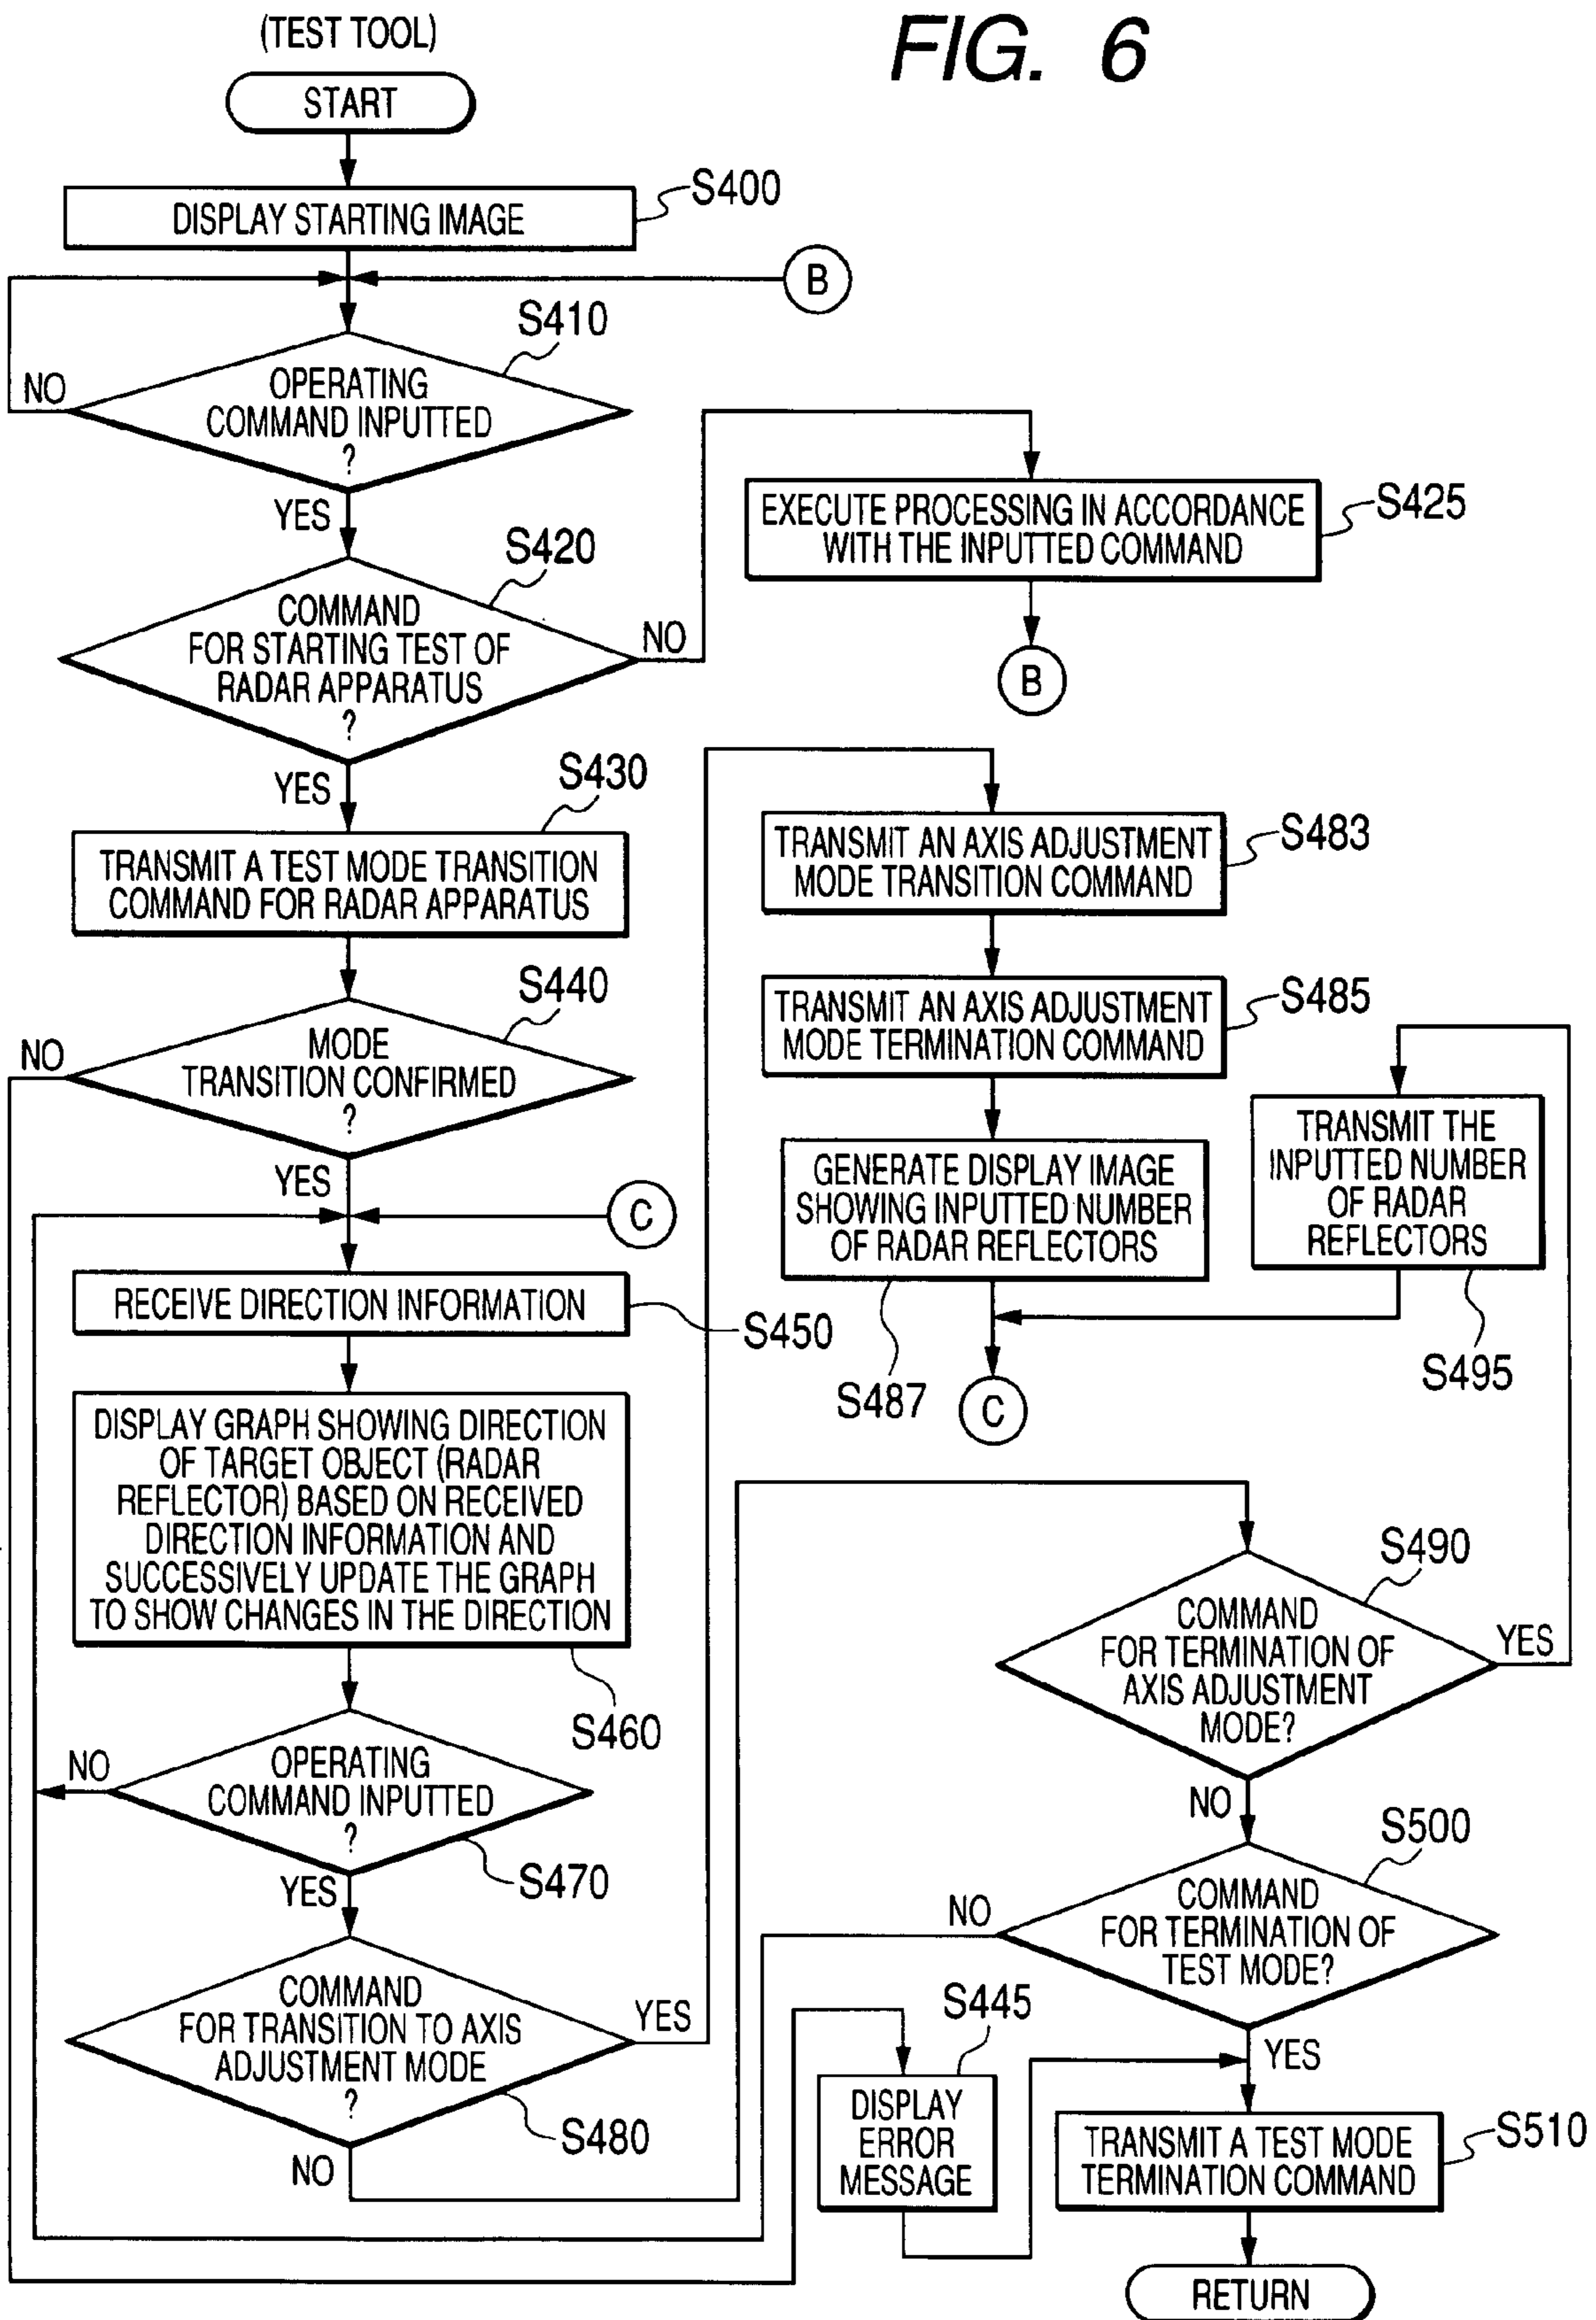 (TEST TOOL)
FIG. 6
START
DISPLAY STARTING IMAGE
S400
B
S410
OPERATING
COMMAND INPUTTED
?
NO
YES
S420
COMMAND
FOR STARTING TEST OF
RADAR APPARATUS
?
NO
EXECUTE PROCESSING IN ACCORDANCE
WITH THE INPUTTED COMMAND
S425
B
YES
S430
TRANSMIT A TEST MODE TRANSITION
COMMAND FOR RADAR APPARATUS
S440
MODE
TRANSITION CONFIRMED
?
NO
YES
C
RECEIVE DIRECTION INFORMATION
S450
DISPLAY GRAPH SHOWING DIRECTION
OF TARGET OBJECT (RADAR
REFLECTOR) BASED ON RECEIVED
DIRECTION INFORMATION AND
SUCCESSIVELY UPDATE THE GRAPH
TO SHOW CHANGES IN THE DIRECTION
S460
OPERATING
COMMAND INPUTTED
?
NO
S470
YES
COMMAND
FOR TRANSITION TO AXIS
ADJUSTMENT MODE
?
YES
S480
NO
TRANSMIT AN AXIS ADJUSTMENT
MODE TRANSITION COMMAND
S483
TRANSMIT AN AXIS ADJUSTMENT
MODE TERMINATION COMMAND
S485
GENERATE DISPLAY IMAGE
SHOWING INPUTTED NUMBER
OF RADAR REFLECTORS
S487
C
TRANSMIT THE
INPUTTED NUMBER
OF RADAR
REFLECTORS
S495
S490
COMMAND
FOR TERMINATION OF
AXIS ADJUSTMENT
MODE?
YES
NO
S500
COMMAND
FOR TERMINATION OF
TEST MODE?
NO
YES
S445
DISPLAY
ERROR
MESSAGE
TRANSMIT A TEST MODE
TERMINATION COMMAND
S510
RETURN